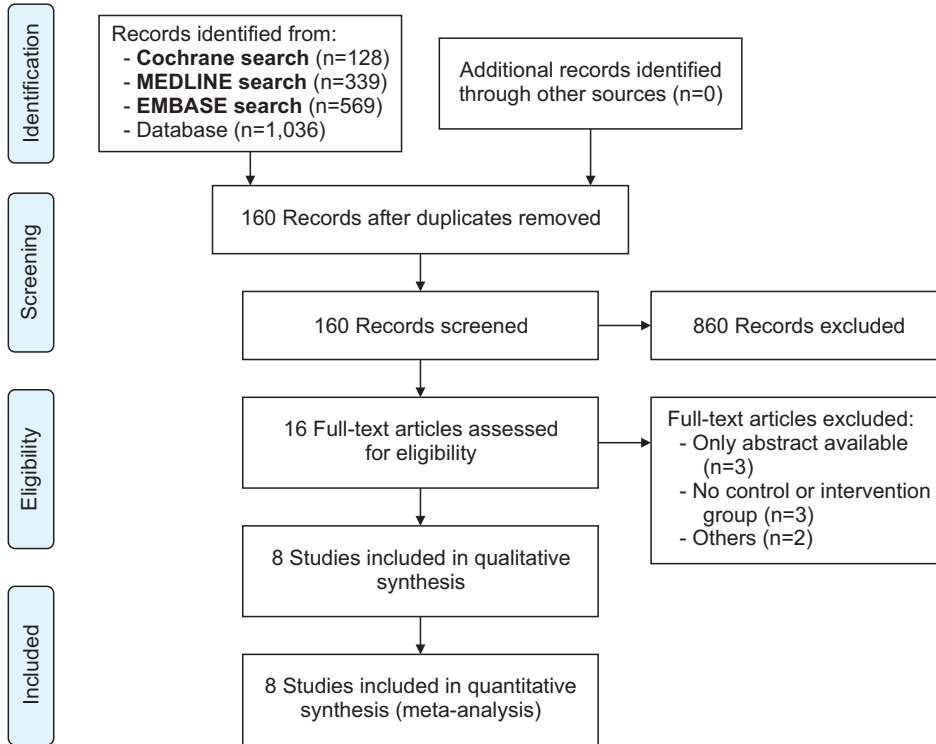 Identification
Records identified from:
- Cochrane search (n=128)
- MEDLINE search (n=339)
- EMBASE search (n=569)
- Database (n=1,036)
Additional records identified
through other sources (n=0)
Screening
160 Records after duplicates removed
160 Records screened
860 Records excluded
Eligibility
16 Full-text articles assessed
for eligibility
Full-text articles excluded:
- Only abstract available
(n=3)
- No control or intervention
group (n=3)
- Others (n=2)
8 Studies included in qualitative
synthesis
Included
8 Studies included in quantitative
synthesis (meta-analysis)